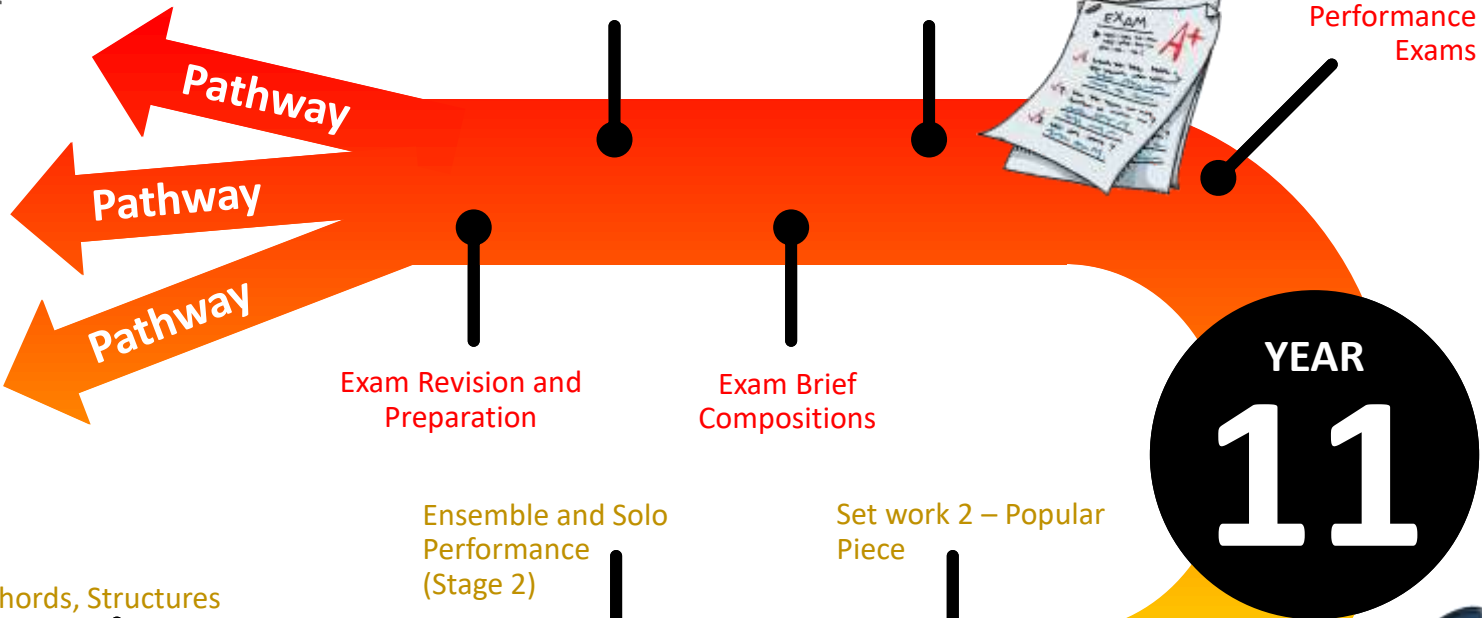 Performance
Exams
EXAM
A+
Pathway
Pathway
Pathway
YEAR
11
Exam Revision and
Preparation
Exam Brief
Compositions
Ensemble and Solo
Performance
(Stage 2)
Set work 2 – Popular
Piece
hords, Structures